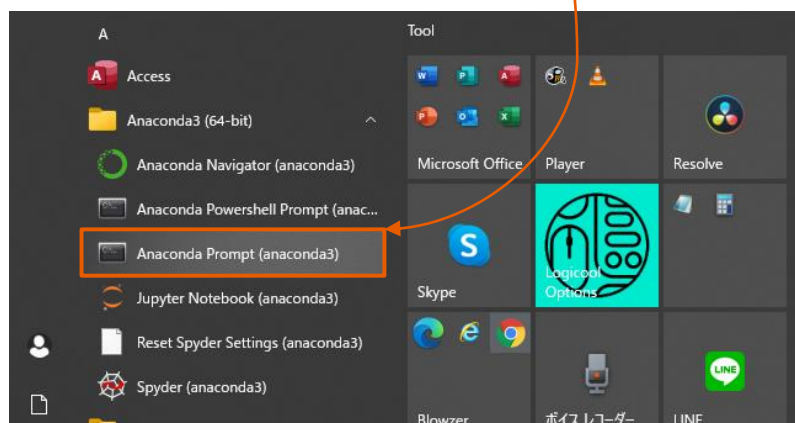 A
Access
Anaconda3 (64-bit)
Anaconda Navigator (anaconda3)
Anaconda Powershell Prompt (anac...
Anaconda Prompt (anaconda3)
Jupyter Notebook (anaconda3)
Reset Spyder Settings (anaconda3)
Spyder (anaconda3)
Tool
Microsoft Office
Player
Resolve
Skype
Logicool
Options
Blowzer
ボイス レコーダー
LINE
LINE